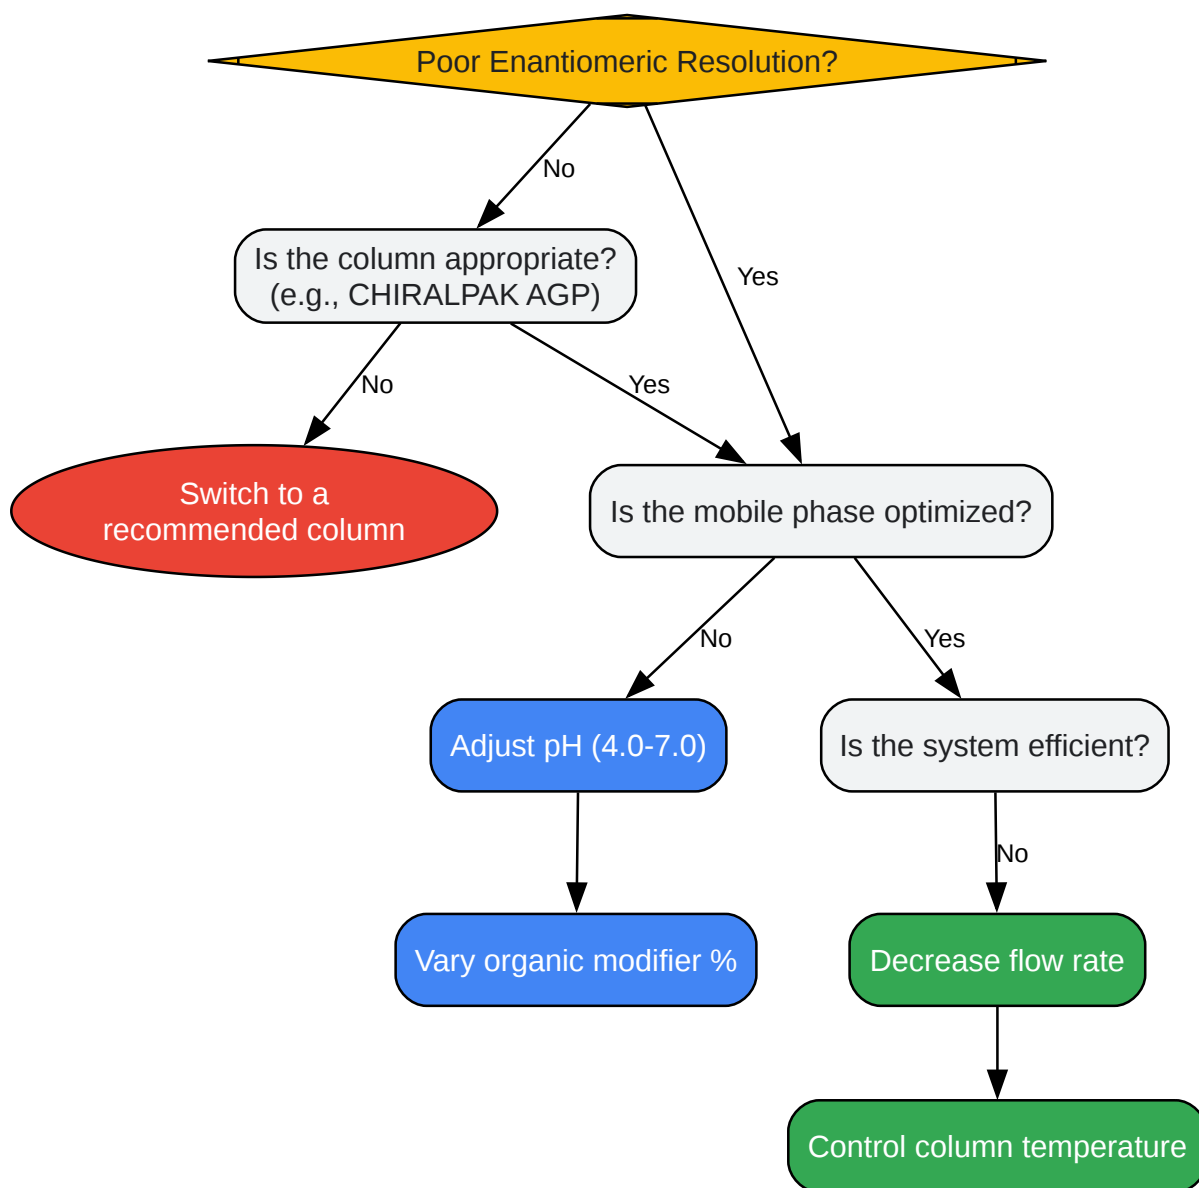 Poor Enantiomeric Resolution?
No
Is the column appropriate?
(e.g., CHIRALPAK AGP)
Yes
No
Yes
Switch to a
recommended column
Is the mobile phase optimized?
No
Yes
Adjust pH (4.0-7.0)
Is the system efficient?
No
Vary organic modifier %
Decrease flow rate
Control column temperature